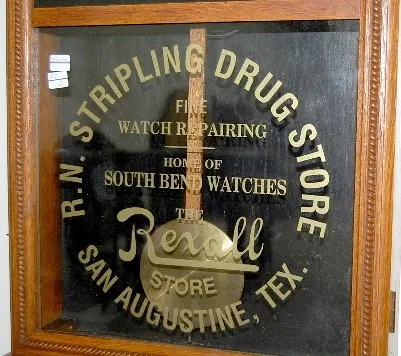 R.N. STRIPLING DRUG STORE
FINE
WATCH REPAIRING
HOME OF
SOUTH BEND WATCHES
THE
Rexall
STORE
SAN AUGUSTINE, TEX.